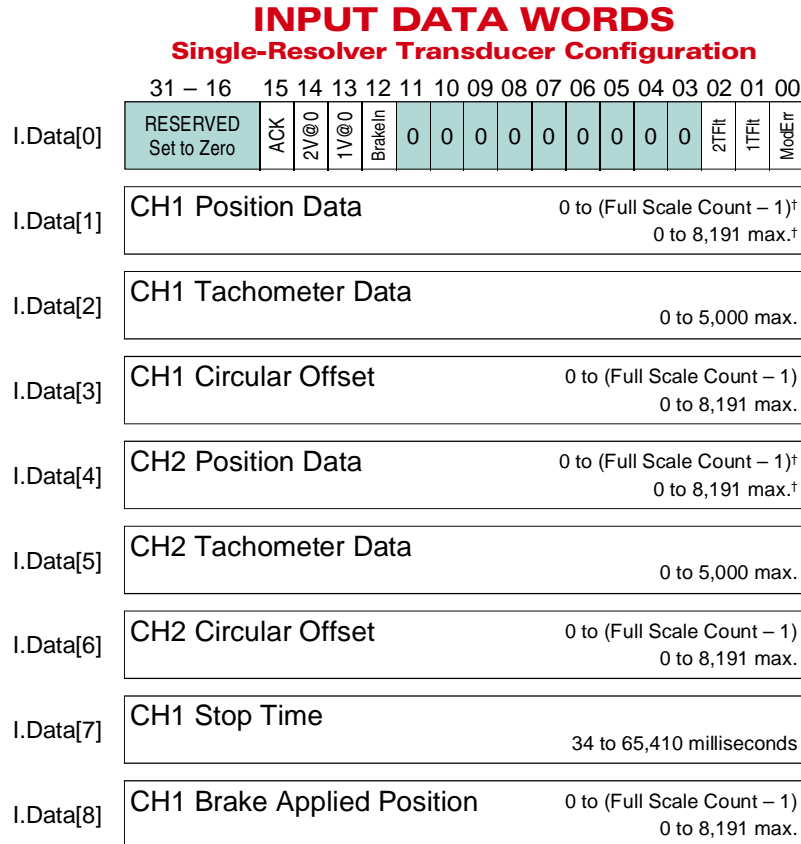 INPUT DATA WORDS
Single-Resolver Transducer Configuration
31 – 16 15 14 13 12 11 10 09 08 07 06 05 04 03 02 01 00
I.Data[0] RESERVED Set to Zero ACK 2V@0 1V@0 BrakeIn 0 0 0 0 0 0 0 0 0 2TFlt 1TFlt ModErr
I.Data[1] CH1 Position Data 0 to (Full Scale Count – 1)†
0 to 8,191 max.†
I.Data[2] CH1 Tachometer Data
0 to 5,000 max.
I.Data[3] CH1 Circular Offset 0 to (Full Scale Count – 1)
0 to 8,191 max.
I.Data[4] CH2 Position Data 0 to (Full Scale Count – 1)†
0 to 8,191 max.†
I.Data[5] CH2 Tachometer Data
0 to 5,000 max.
I.Data[6] CH2 Circular Offset 0 to (Full Scale Count – 1)
0 to 8,191 max.
I.Data[7] CH1 Stop Time
34 to 65,410 milliseconds
I.Data[8] CH1 Brake Applied Position 0 to (Full Scale Count – 1)
0 to 8,191 max.